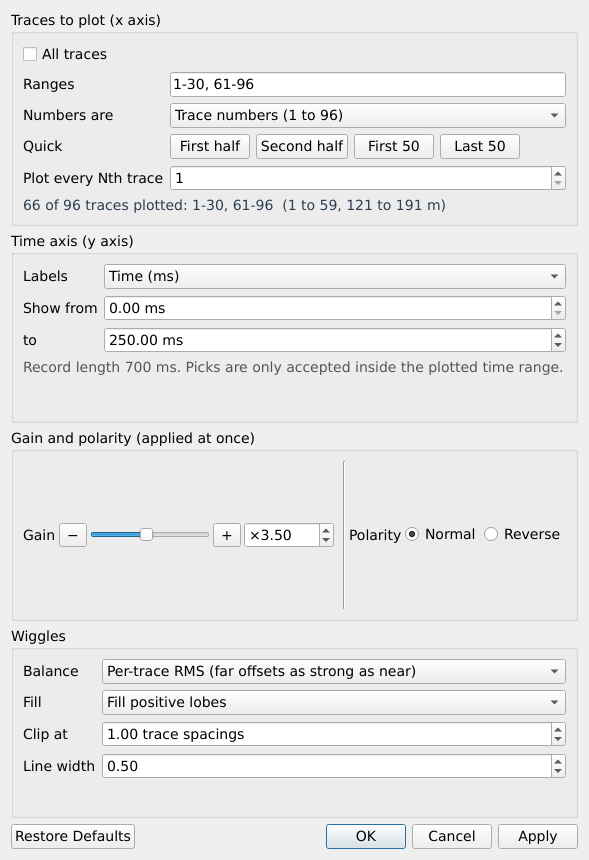 Traces to plot (x axis)
All traces
Ranges 1-30, 61-96
Numbers are Trace numbers (1 to 96)
Quick First half Second half First 50 Last 50
Plot every Nth trace 1
66 of 96 traces plotted: 1-30, 61-96 (1 to 59, 121 to 191 m)
Time axis (y axis)
Labels Time (ms)
Show from 0.00 ms
to 250.00 ms
Record length 700 ms. Picks are only accepted inside the plotted time range.
Gain and polarity (applied at once)
Gain − + ×3.50 Polarity Normal Reverse
Wiggles
Balance Per-trace RMS (far offsets as strong as near)
Fill Fill positive lobes
Clip at 1.00 trace spacings
Line width 0.50
Restore Defaults OK Cancel Apply